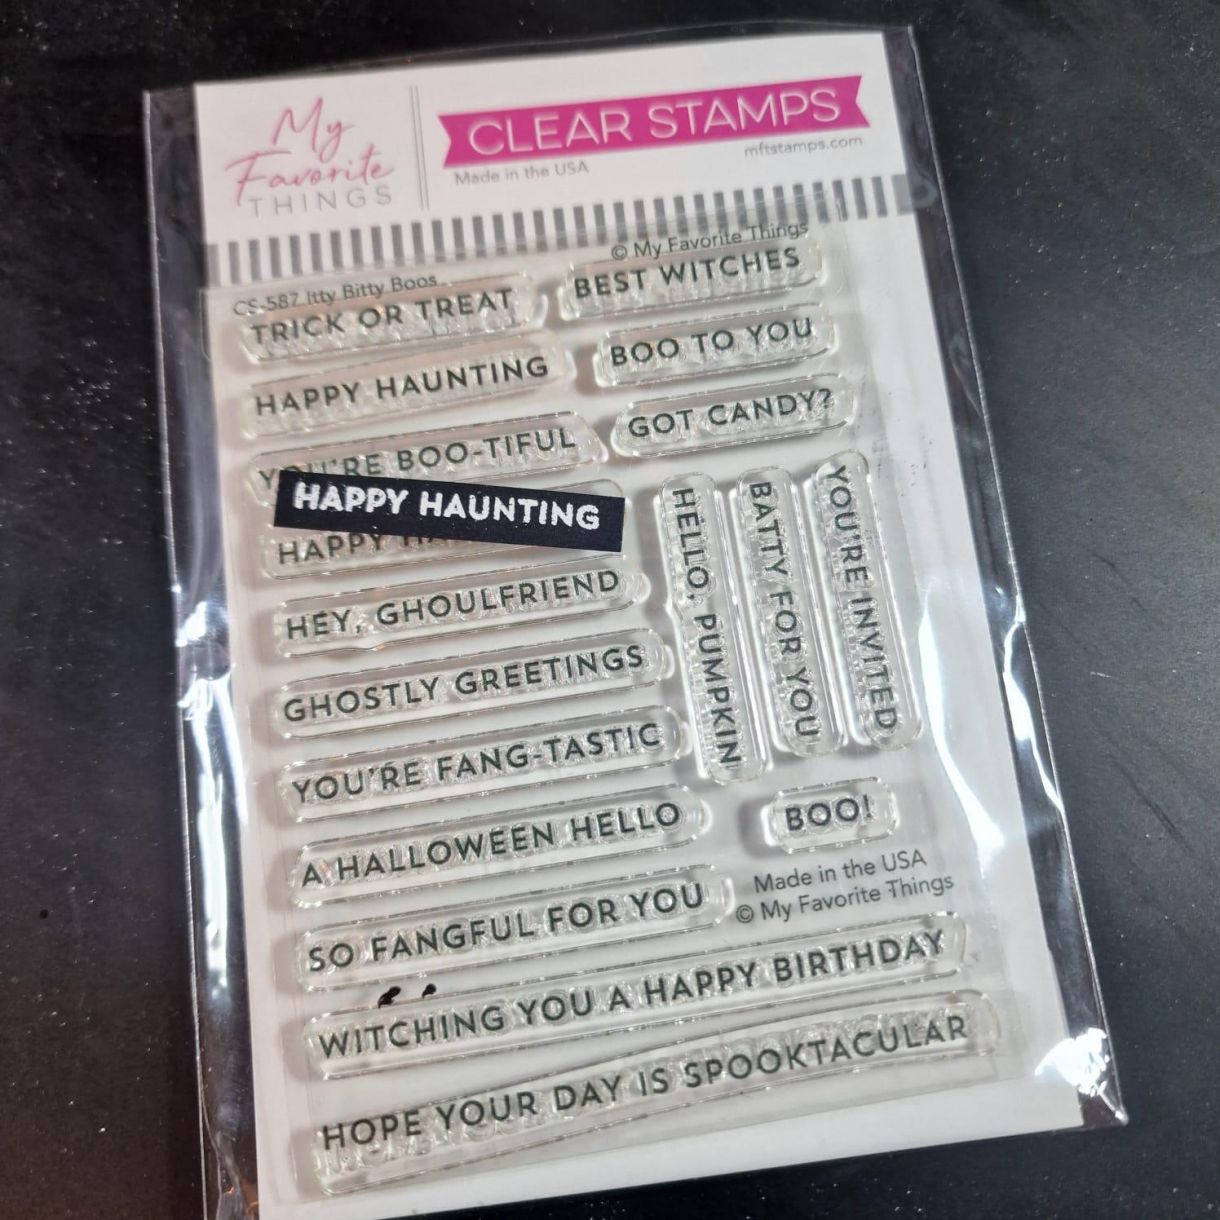 My
Favorite
THINGS
CLEAR STAMPS
Made in the USA
mftstamps.com
© My Favorite Things
CS-587 Itty Bitty Boos
TRICK OR TREAT
BEST WITCHES
HAPPY HAUNTING
BOO TO YOU
YOU'RE BOO-TIFUL
GOT CANDY?
HAPPY HAUNTING
HAPPY
HEY, GHOULFRIEND
GHOSTLY GREETINGS
YOU'RE FANG-TASTIC
A HALLOWEEN HELLO
SO FANGFUL FOR YOU
HELLO, PUMPKIN
BATTY FOR YOU
YOU'RE INVITED
BOO!
Made in the USA
© My Favorite Things
WITCHING YOU A HAPPY BIRTHDAY
HOPE YOUR DAY IS SPOOKTACULAR